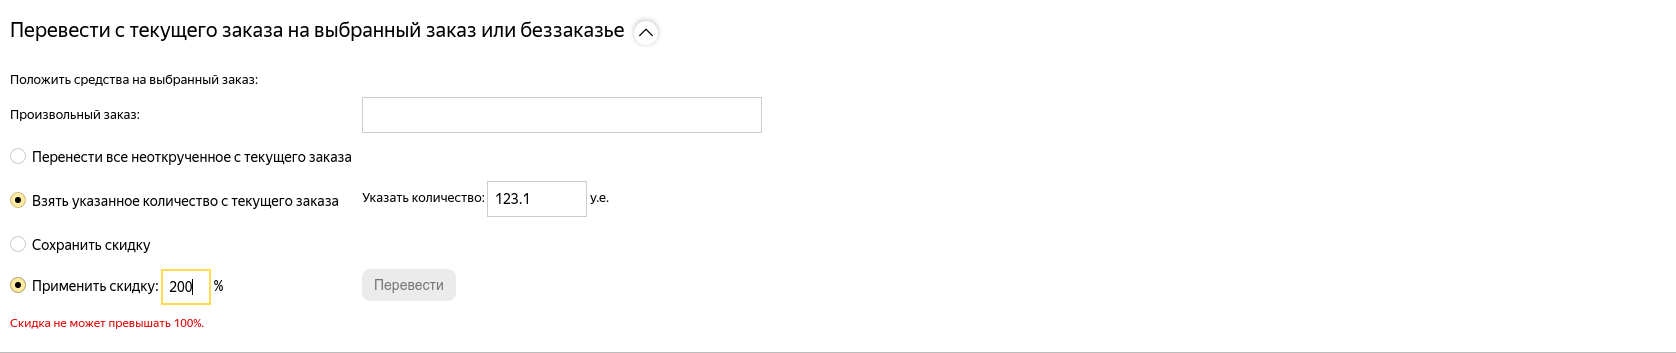 Перевести с текущего заказа на выбранный заказ или беззаказье
Положить средства на выбранный заказ:
Произвольный заказ:
Перенести все неоткрученное с текущего заказа
Взять указанное количество с текущего заказа Указать количество: 123.1 у.е.
Сохранить скидку
Применить скидку: 200 % Перевести
Скидка не может превышать 100%.